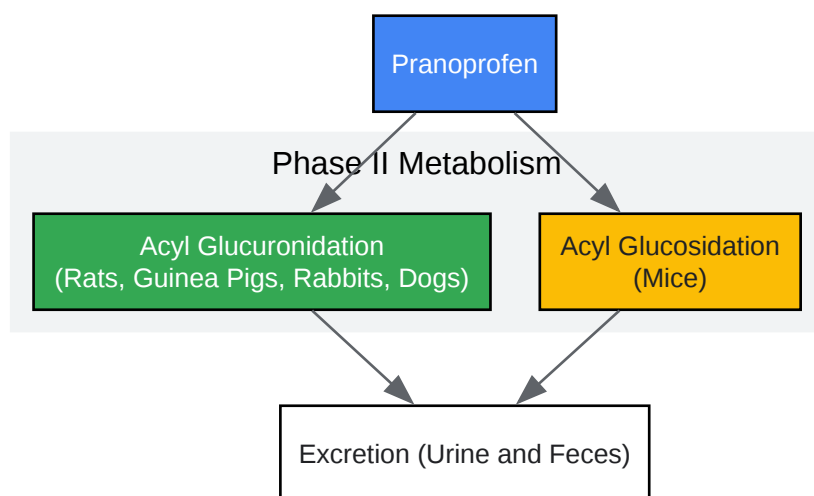 Pranoprofen
Phase II Metabolism
Acyl Glucuronidation
(Rats, Guinea Pigs, Rabbits, Dogs)
Acyl Glucosidation
(Mice)
Excretion (Urine and Feces)